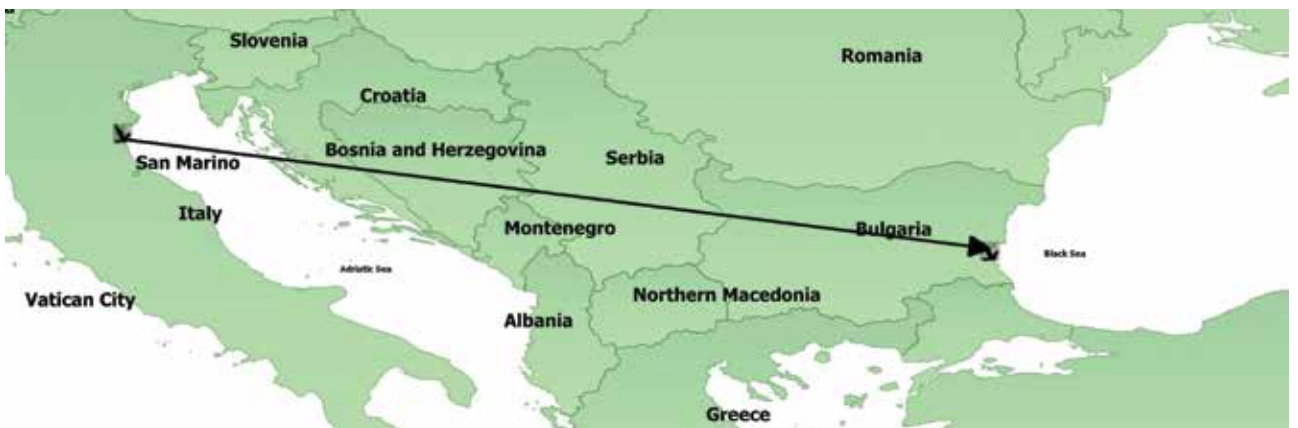 Slovenia
Romania
Croatia
Bosnia and Herzegovina
Serbia
San Marino
Italy
Montenegro
Bulgaria
Black Sea
Adriatic Sea
Vatican City
Northern Macedonia
Albania
Greece